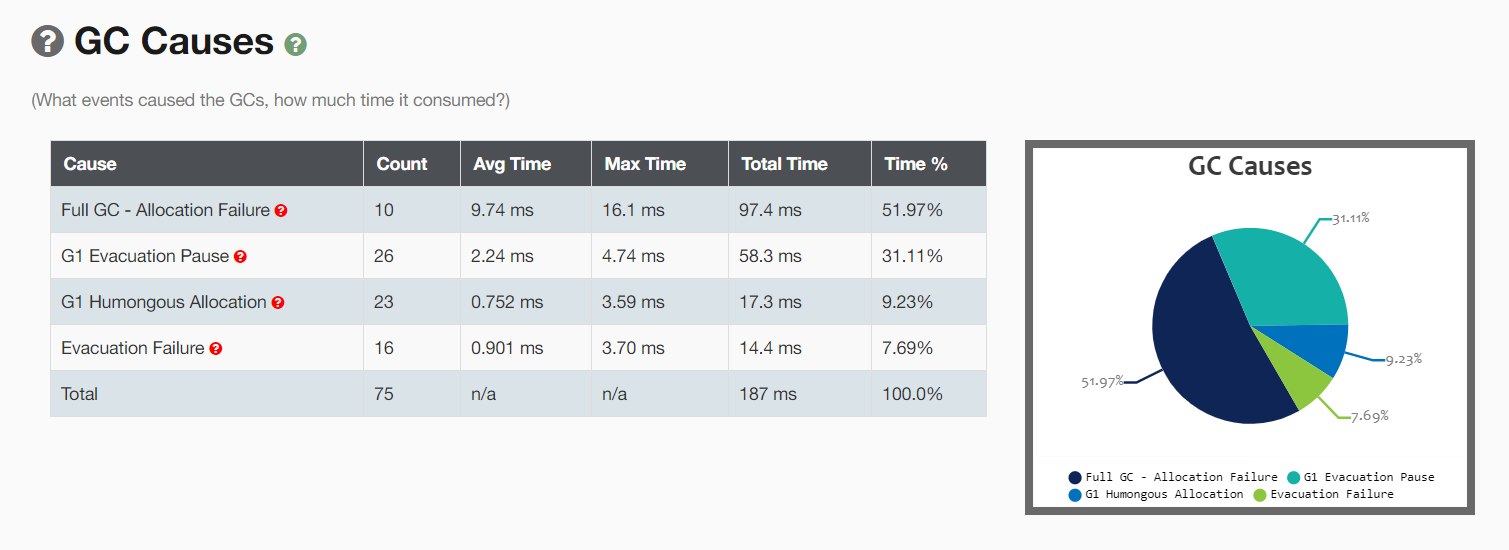 GC Causes
(What events caused the GCs, how much time it consumed?)
Cause Count Avg Time Max Time Total Time Time %
Full GC - Allocation Failure 10 9.74 ms 16.1 ms 97.4 ms 51.97%
G1 Evacuation Pause 26 2.24 ms 4.74 ms 58.3 ms 31.11%
G1 Humongous Allocation 23 0.752 ms 3.59 ms 17.3 ms 9.23%
Evacuation Failure 16 0.901 ms 3.70 ms 14.4 ms 7.69%
Total 75 n/a n/a 187 ms 100.0%
GC Causes
31.11%
9.23%
51.97%
7.69%
Full GC - Allocation Failure G1 Evacuation Pause
G1 Humongous Allocation Evacuation Failure